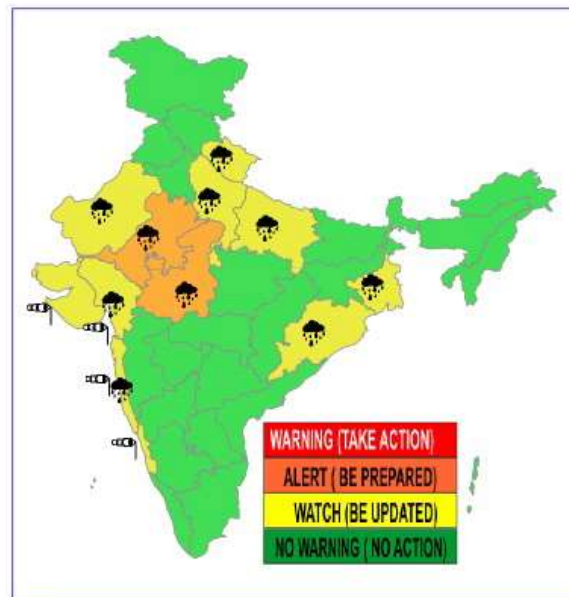 WARNING (TAKE ACTION)
ALERT ( BE PREPARED)
WATCH (BE UPDATED)
NO WARNING ( NO ACTION)